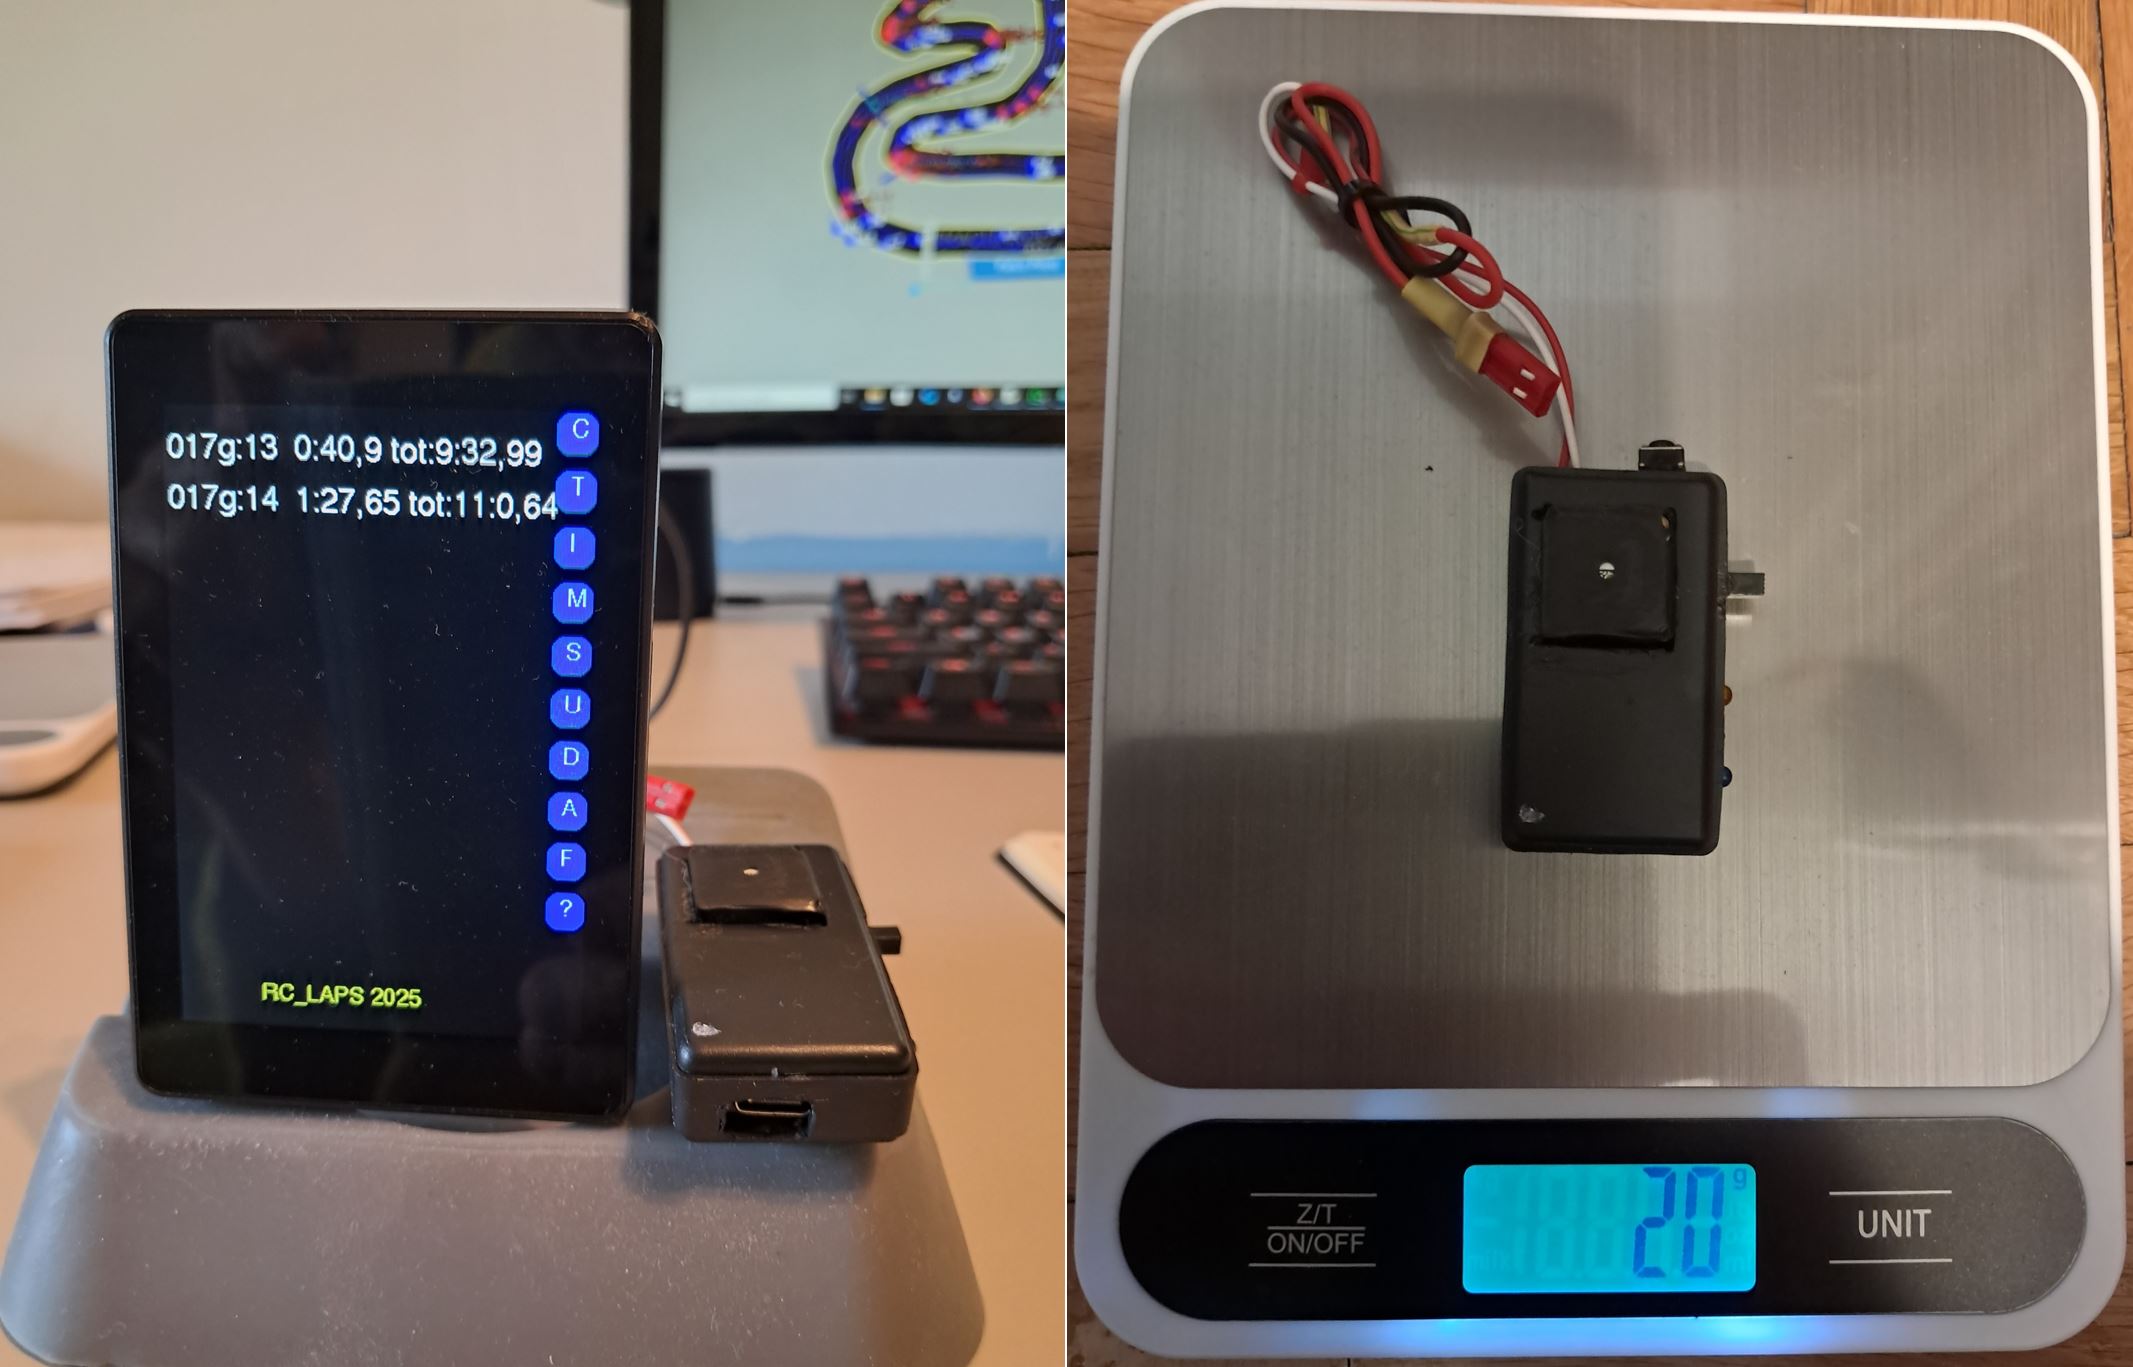 017g:13 0:40,9 tot:9:32,99
017g:14 1:27,65 tot:11:0,64
C
T
I
M
S
U
D
A
F
?
RC_LAPS 2025
Z/T
ON/OFF
20 g
UNIT